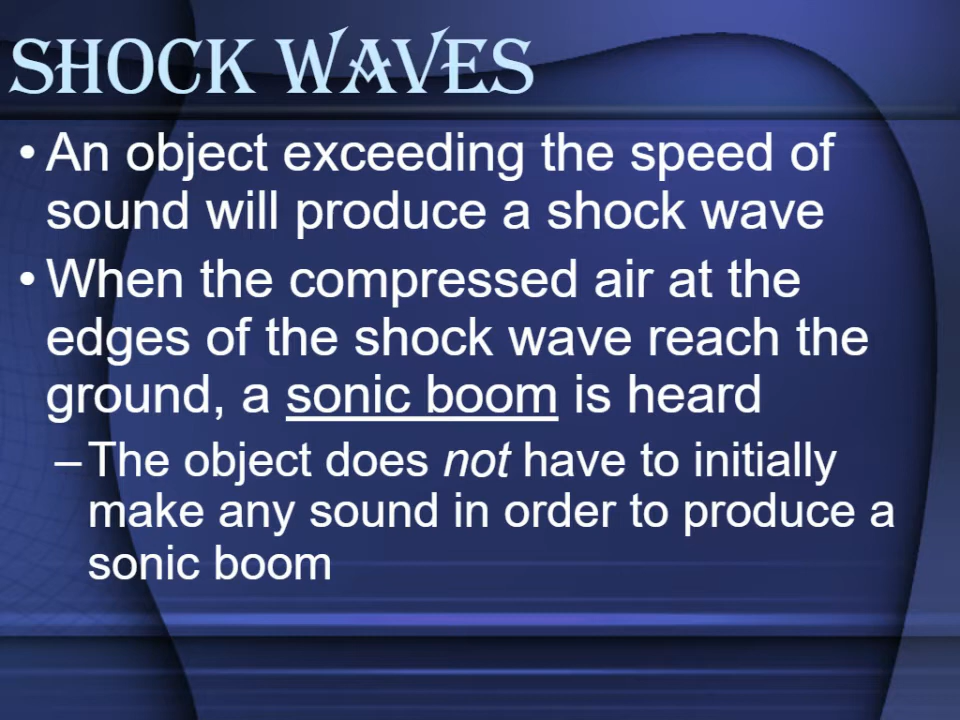 SHOCK WAVES
• An object exceeding the speed of
sound will produce a shock wave
• When the compressed air at the
edges of the shock wave reach the
ground, a sonic boom is heard
– The object does not have to initially
make any sound in order to produce a
sonic boom